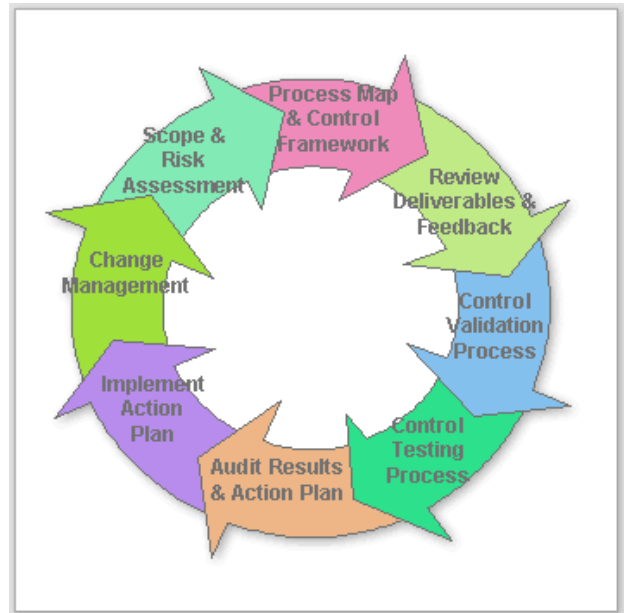 Process Map
& Control
Framework
Review
Deliverables &
Feedback
Control
Validation
Process
Control
Testing
Process
Audit Results
& Action Plan
Implement
Action
Plan
Change
Management
Scope &
Risk
Assessment